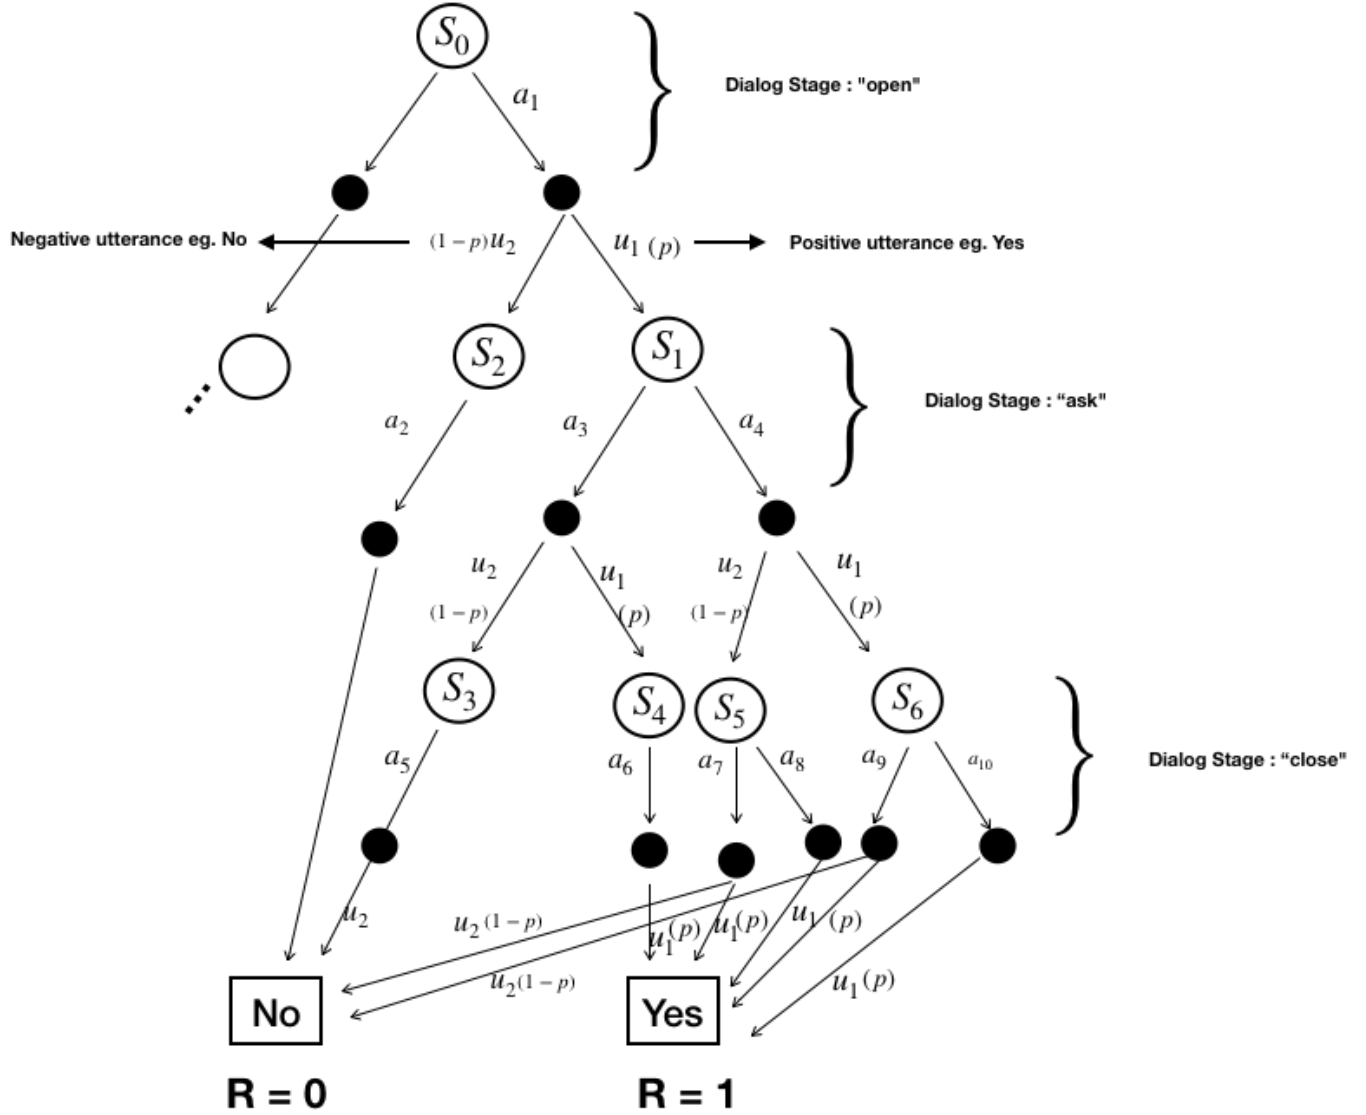 S0
Dialog Stage : "open"
a1
Negative utterance eg. No
(1 − p)u2
u1 (p)
Positive utterance eg. Yes
S2
S1
Dialog Stage : “ask"
a2
a3
a4
u2
u1
u2
u1
(1 − p)
(p)
(1 − p)
(p)
S3
S4
S5
S6
a5
a6
a7
a8
a9
a10
Dialog Stage : “close"
u2
u2 (1 − p)
u1(p)
u1(p)
u1 (p)
u2(1 − p)
u1(p)
No
Yes
R = 0
R = 1